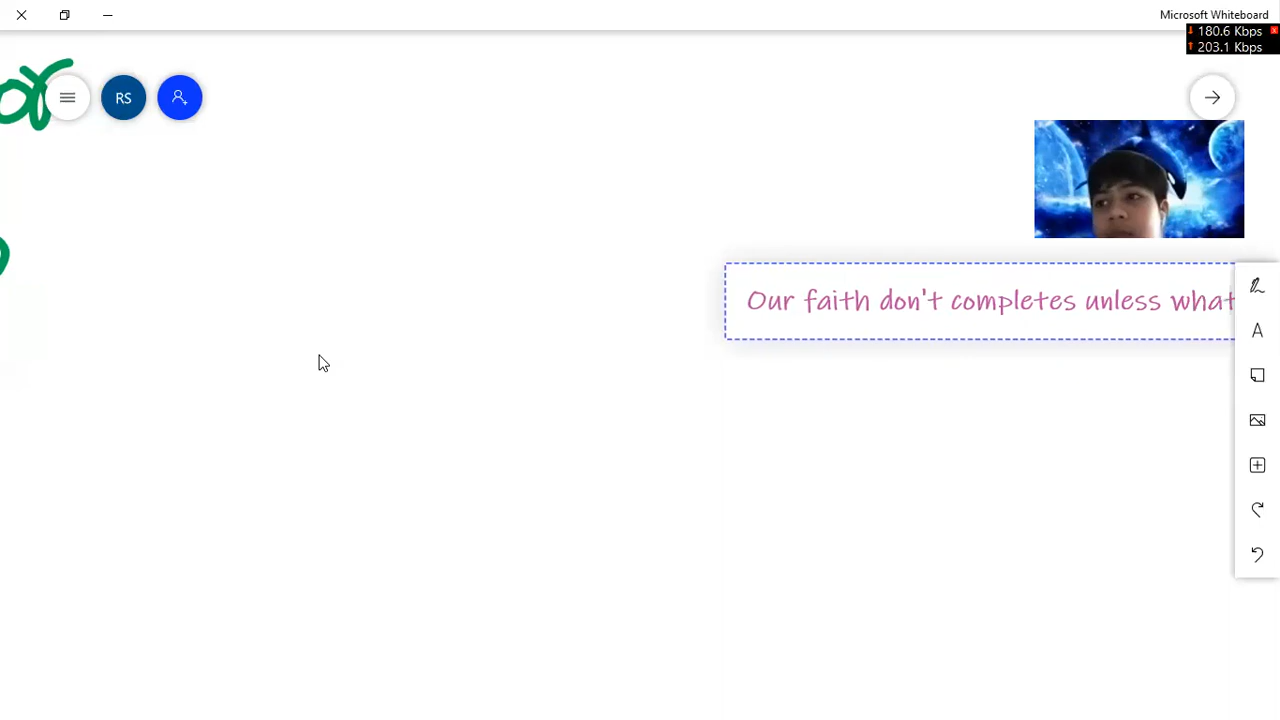 Microsoft Whiteboard
180.6 Kbps
203.1 Kbps
RS
Our faith don't completes unless what